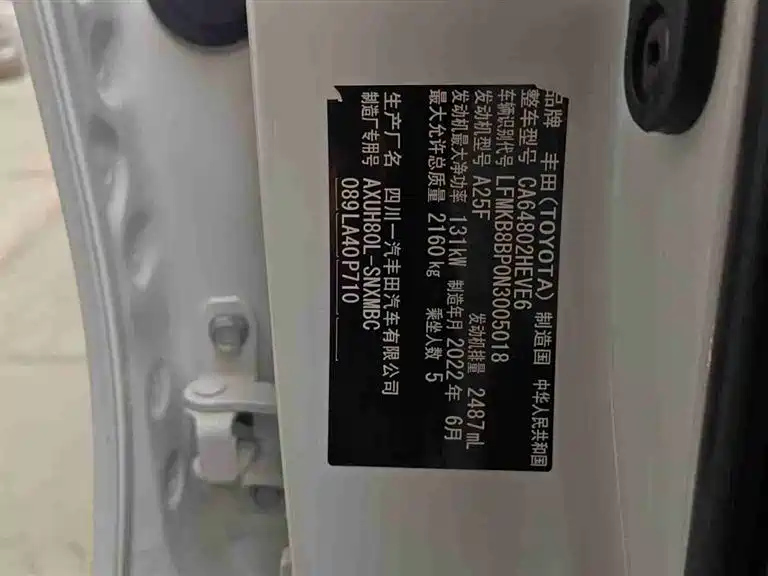 品牌 丰田(TOYOTA) 制造国 中华人民共和国
整车型号 CA64802HEVE6
车辆识别代号 LFMKB8BP0N3005018
发动机型号 A25F 发动机排量 2487mL
发动机最大净功率 131kW 制造年月 2022年 6月
最大允许总质量 2160kg 乘坐人数 5
生产厂名 四川一汽丰田汽车有限公司
制造厂专用号 AXUH80L-SNXMBC
089LA40P710